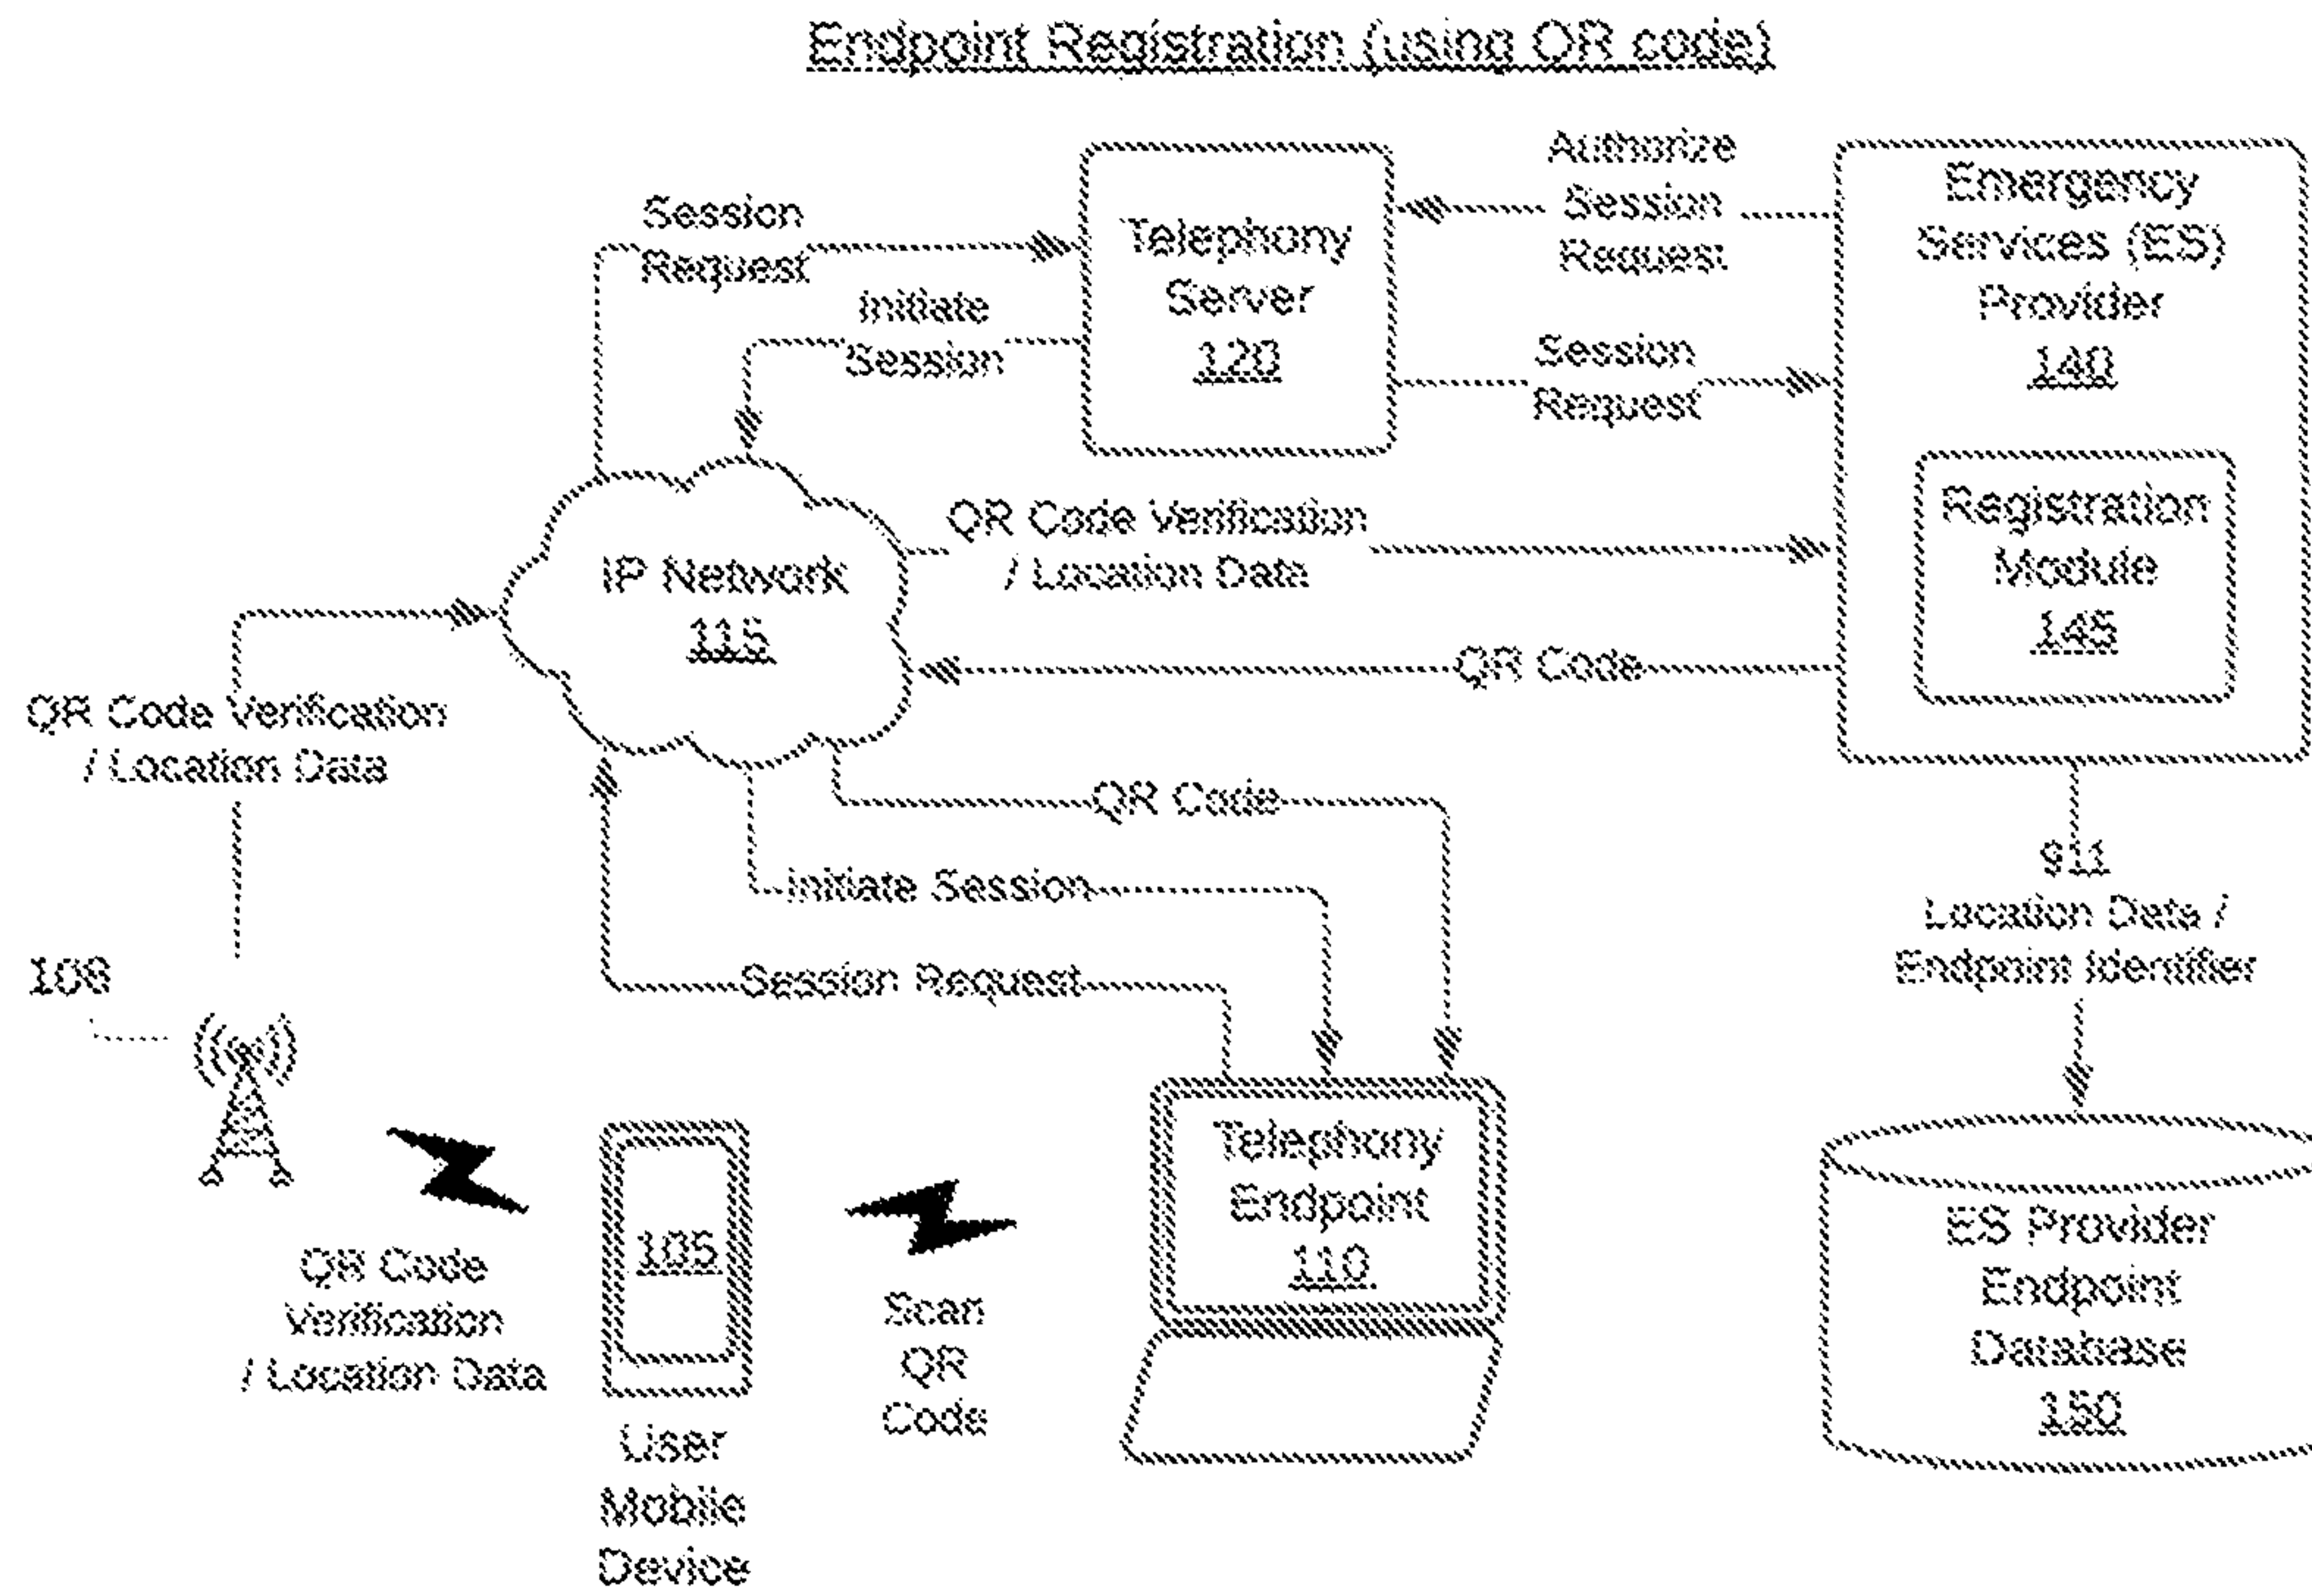 Endpoint Registration (using QR code)
Session
Request
Initiate
Session
Telephony
Server
120
Authorize
Session
Request
Session
Request
Emergency
Services (ES)
Provider
140
Registration
Module
145
IP Network
115
QR Code Verification
/ Location Data
QR Code
QR Code Verification
/ Location Data
QR Code
Initiate Session
Session Request
911
Location Data /
Endpoint Identifier
108
QR Code
Verification
/ Location Data
105
User
Mobile
Device
Scan
QR
Code
Telephony
Endpoint
110
ES Provider
Endpoint
Database
150